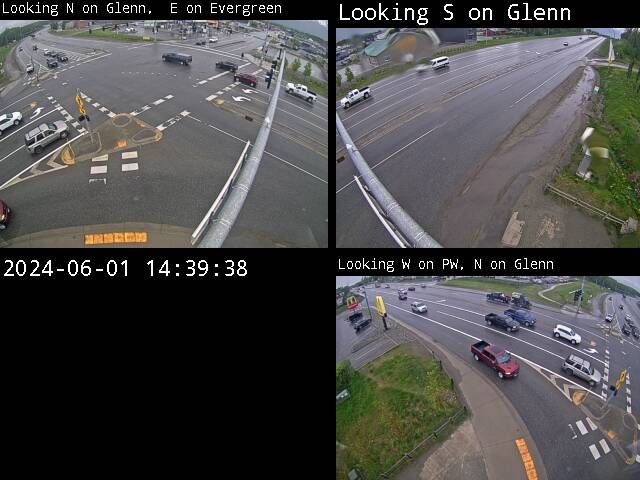 Looking N on Glenn,  E on Evergreen
Looking S on Glenn
2024-06-01 14:39:38
Looking W on PW, N on Glenn